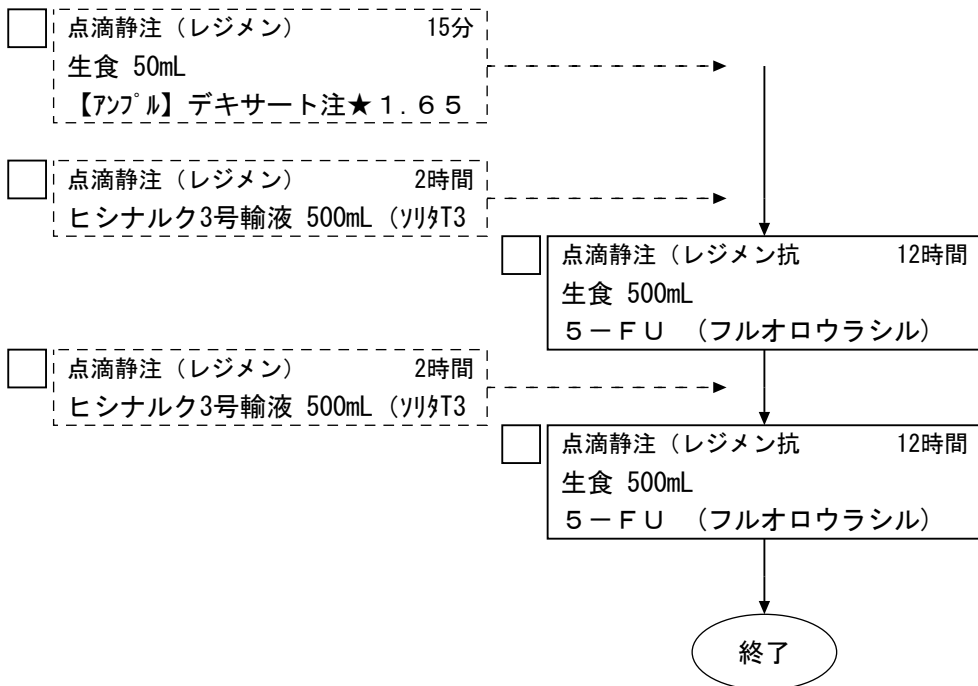 点滴静注（レジメン） 15分
生食 50mL
【ｱﾝﾌﾟﾙ】デキサート注★１.６５
点滴静注（レジメン） 2時間
ヒシナルク3号輸液 500mL（ｿﾘﾀT3
点滴静注（レジメン抗 12時間
生食 500mL
５－ＦＵ （フルオロウラシル）
点滴静注（レジメン） 2時間
ヒシナルク3号輸液 500mL（ｿﾘﾀT3
点滴静注（レジメン抗 12時間
生食 500mL
５－ＦＵ （フルオロウラシル）
終了